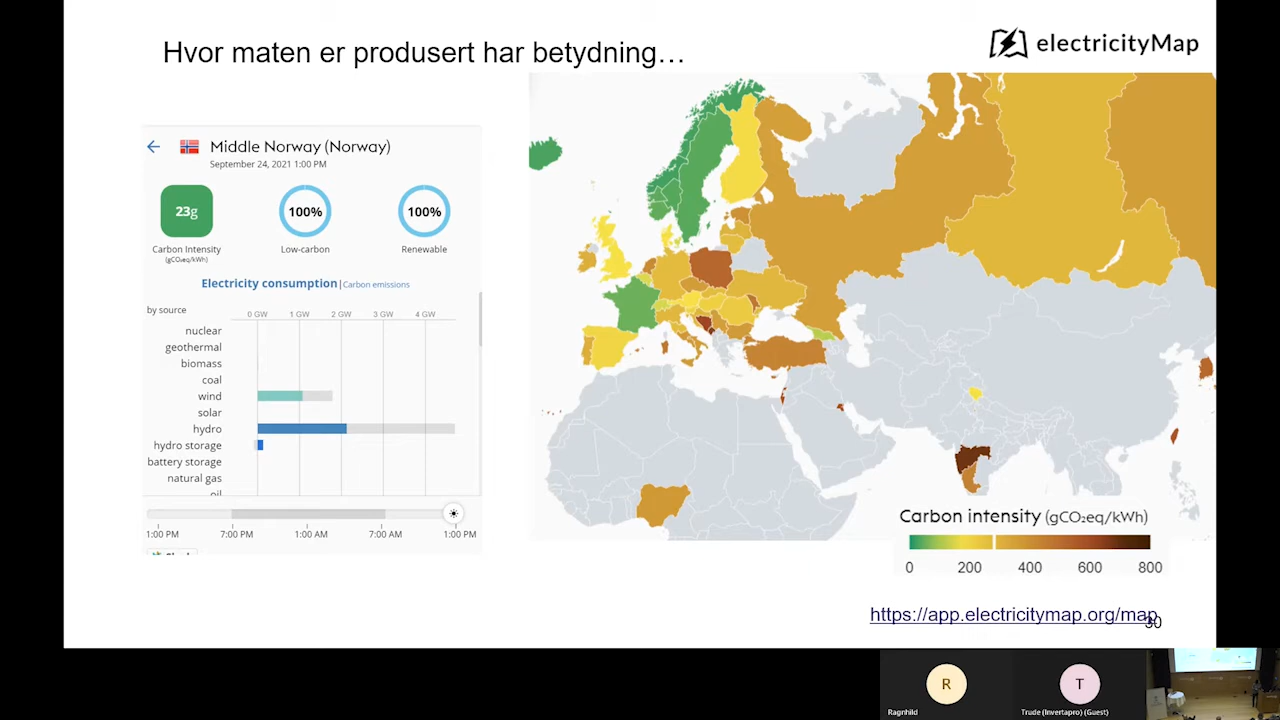 Hvor maten er produsert har betydning…
electricityMap
Middle Norway (Norway)
September 24, 2021 1:00 PM
23g
100%
100%
Carbon Intensity
(gCO₂eq/kWh)
Low-carbon
Renewable
Electricity consumption | Carbon emissions
by source
0 GW 1 GW 2 GW 3 GW 4 GW
nuclear
geothermal
biomass
coal
wind
solar
hydro
hydro storage
battery storage
natural gas
oil
1:00 PM 7:00 PM 1:00 AM 7:00 AM 1:00 PM
Carbon intensity (gCO₂eq/kWh)
0 200 400 600 800
https://app.electricitymap.org/map
30
R
T
Ragnhild
Trude (Invertapro) (Guest)